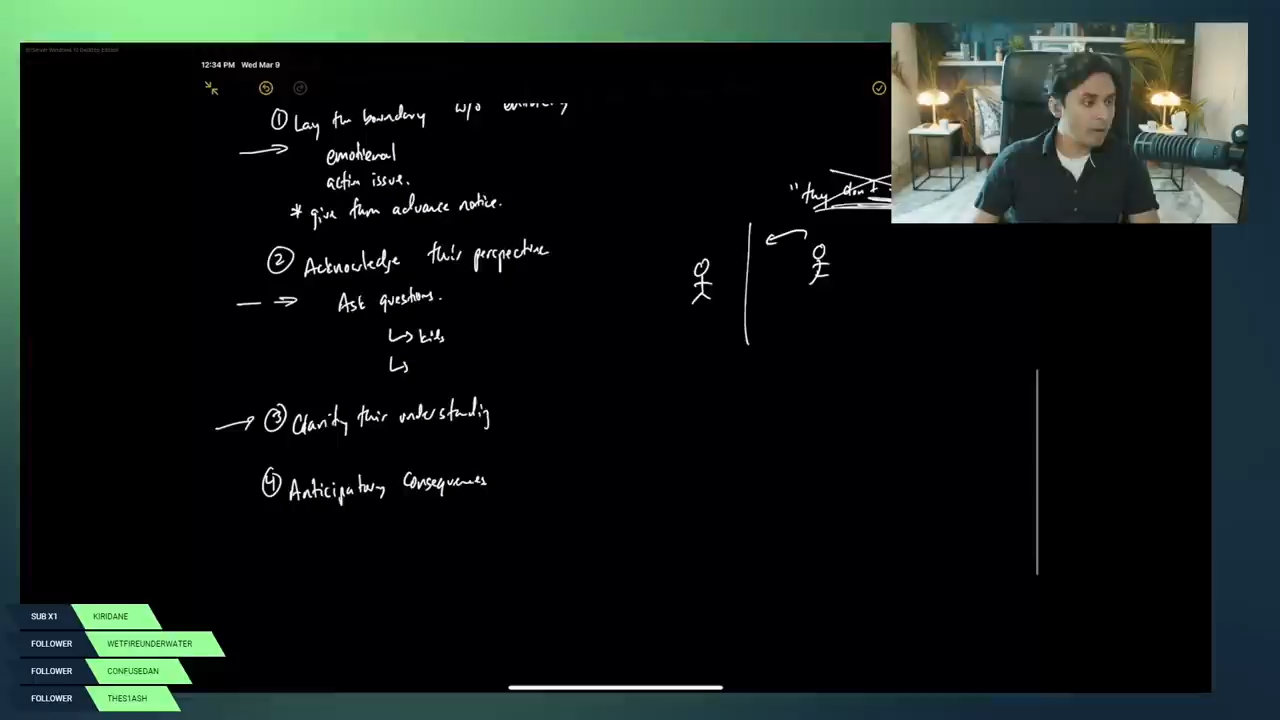 12:34 PM Wed Mar 9
① Lay the boundary w/o
emotional
action issue.
* give them advance notice.
"they don't
② Acknowledge their perspective
Ask questions.
↳ kids
↳
③ Clarify their understanding
④ Anticipatory Consequences
SUB X1 KIRIDANE
FOLLOWER WETFIREUNDERWATER
FOLLOWER CONFUSEDAN
FOLLOWER THES1ASH